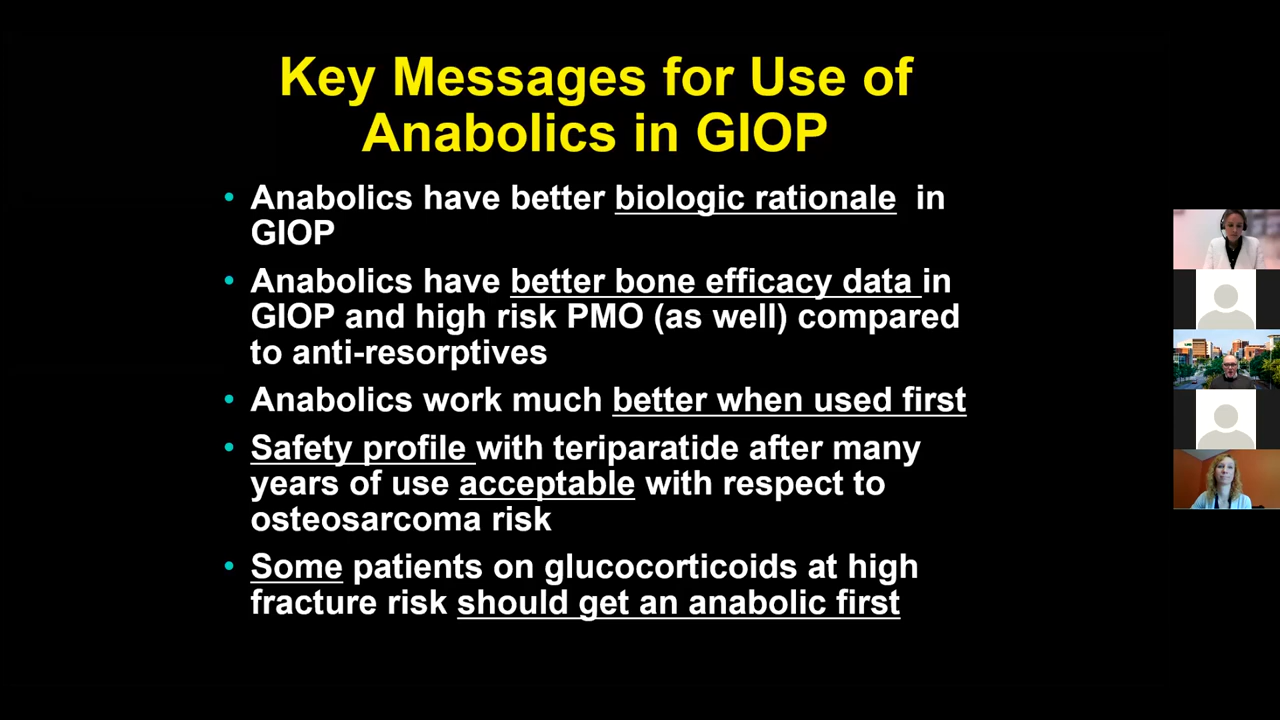 Key Messages for Use of
Anabolics in GIOP
• Anabolics have better biologic rationale in
GIOP
• Anabolics have better bone efficacy data in
GIOP and high risk PMO (as well) compared
to anti-resorptives
• Anabolics work much better when used first
• Safety profile with teriparatide after many
years of use acceptable with respect to
osteosarcoma risk
• Some patients on glucocorticoids at high
fracture risk should get an anabolic first